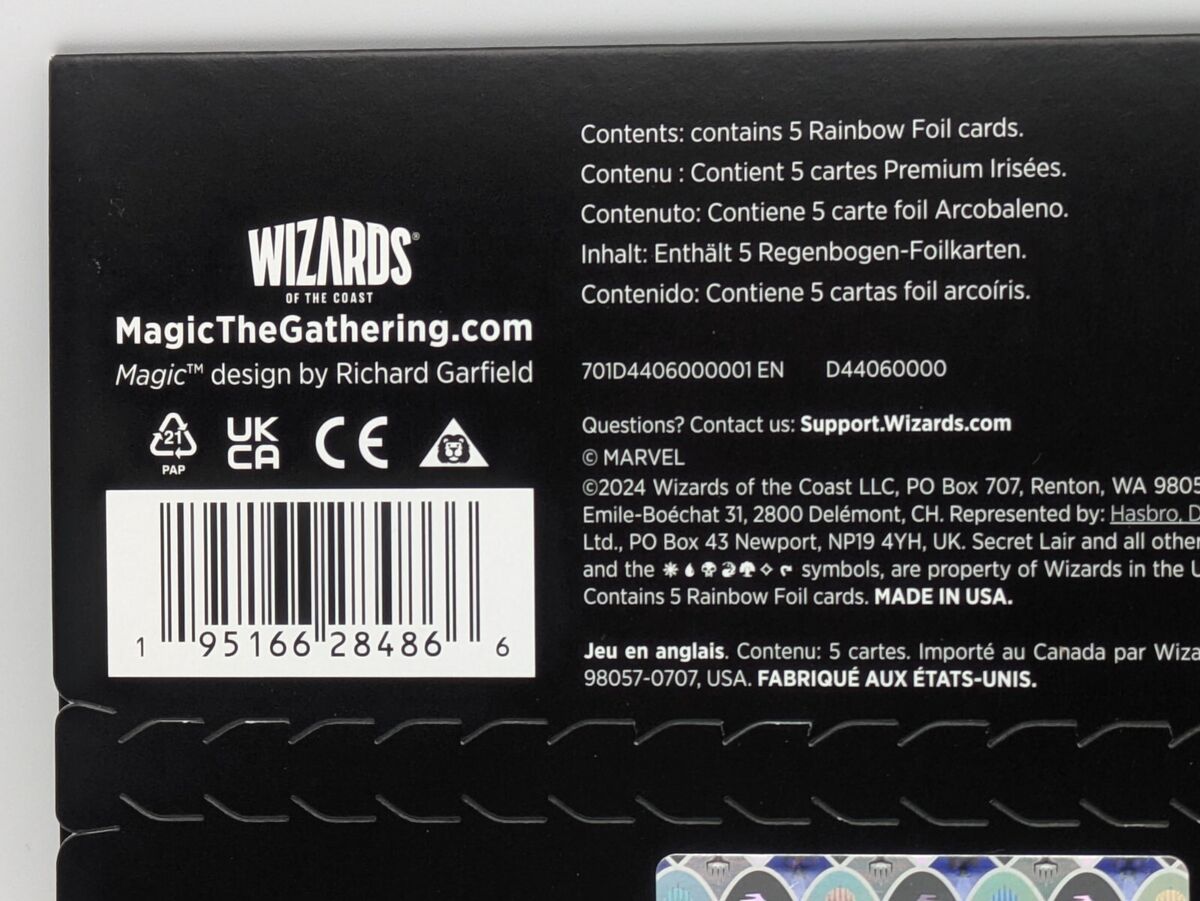 WIZARDS®
OF THE COAST
MagicTheGathering.com
Magic™ design by Richard Garfield
21
PAP
UK
CA
CE
1 95166 28486 6
Contents: contains 5 Rainbow Foil cards.
Contenu : Contient 5 cartes Premium Irisées.
Contenuto: Contiene 5 carte foil Arcobaleno.
Inhalt: Enthält 5 Regenbogen-Foilkarten.
Contenido: Contiene 5 cartas foil arcoíris.
701D4406000001 EN D44060000
Questions? Contact us: Support.Wizards.com
© MARVEL
©2024 Wizards of the Coast LLC, PO Box 707, Renton, WA
Emile-Boéchat 31, 2800 Delémont, CH. Represented by: Hasbro,
Ltd., PO Box 43 Newport, NP19 4YH, UK. Secret Lair and all other
and the symbols, are property of Wizards in the
Contains 5 Rainbow Foil cards. MADE IN USA.
Jeu en anglais. Contenu: 5 cartes. Importé au Canada par
98057-0707, USA. FABRIQUÉ AUX ÉTATS-UNIS.